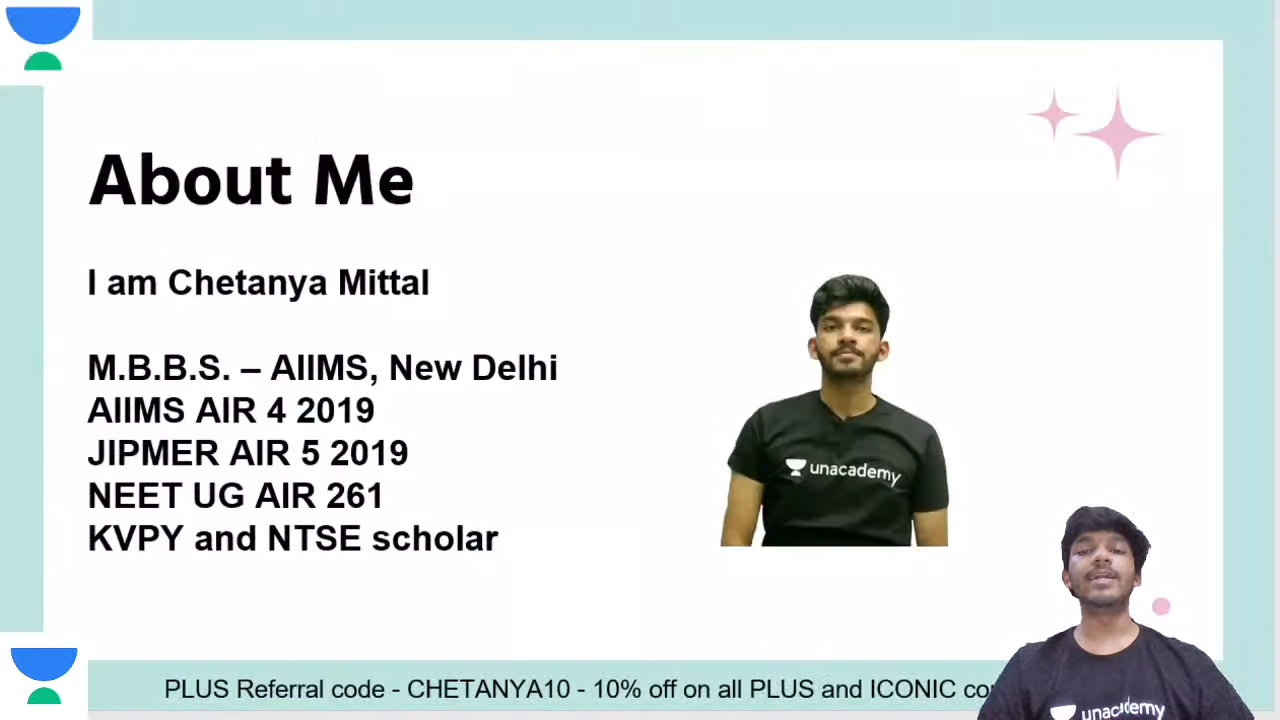 About Me
I am Chetanya Mittal
M.B.B.S. – AIIMS, New Delhi
AIIMS AIR 4 2019
JIPMER AIR 5 2019
NEET UG AIR 261
KVPY and NTSE scholar
unacademy
PLUS Referral code - CHETANYA10 - 10% off on all PLUS and ICONIC
unacademy